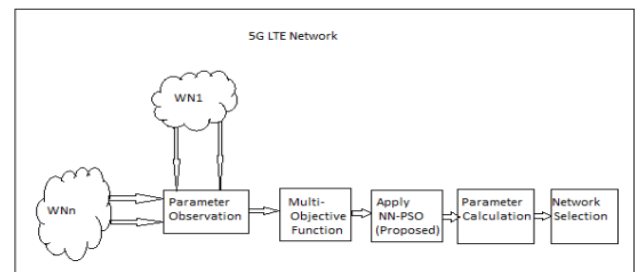 5G LTE Network
WN1
WNn
Parameter
Observation
Multi-
Objective
Function
Apply
NN-PSO
(Proposed)
Parameter
Calculation
Network
Selection